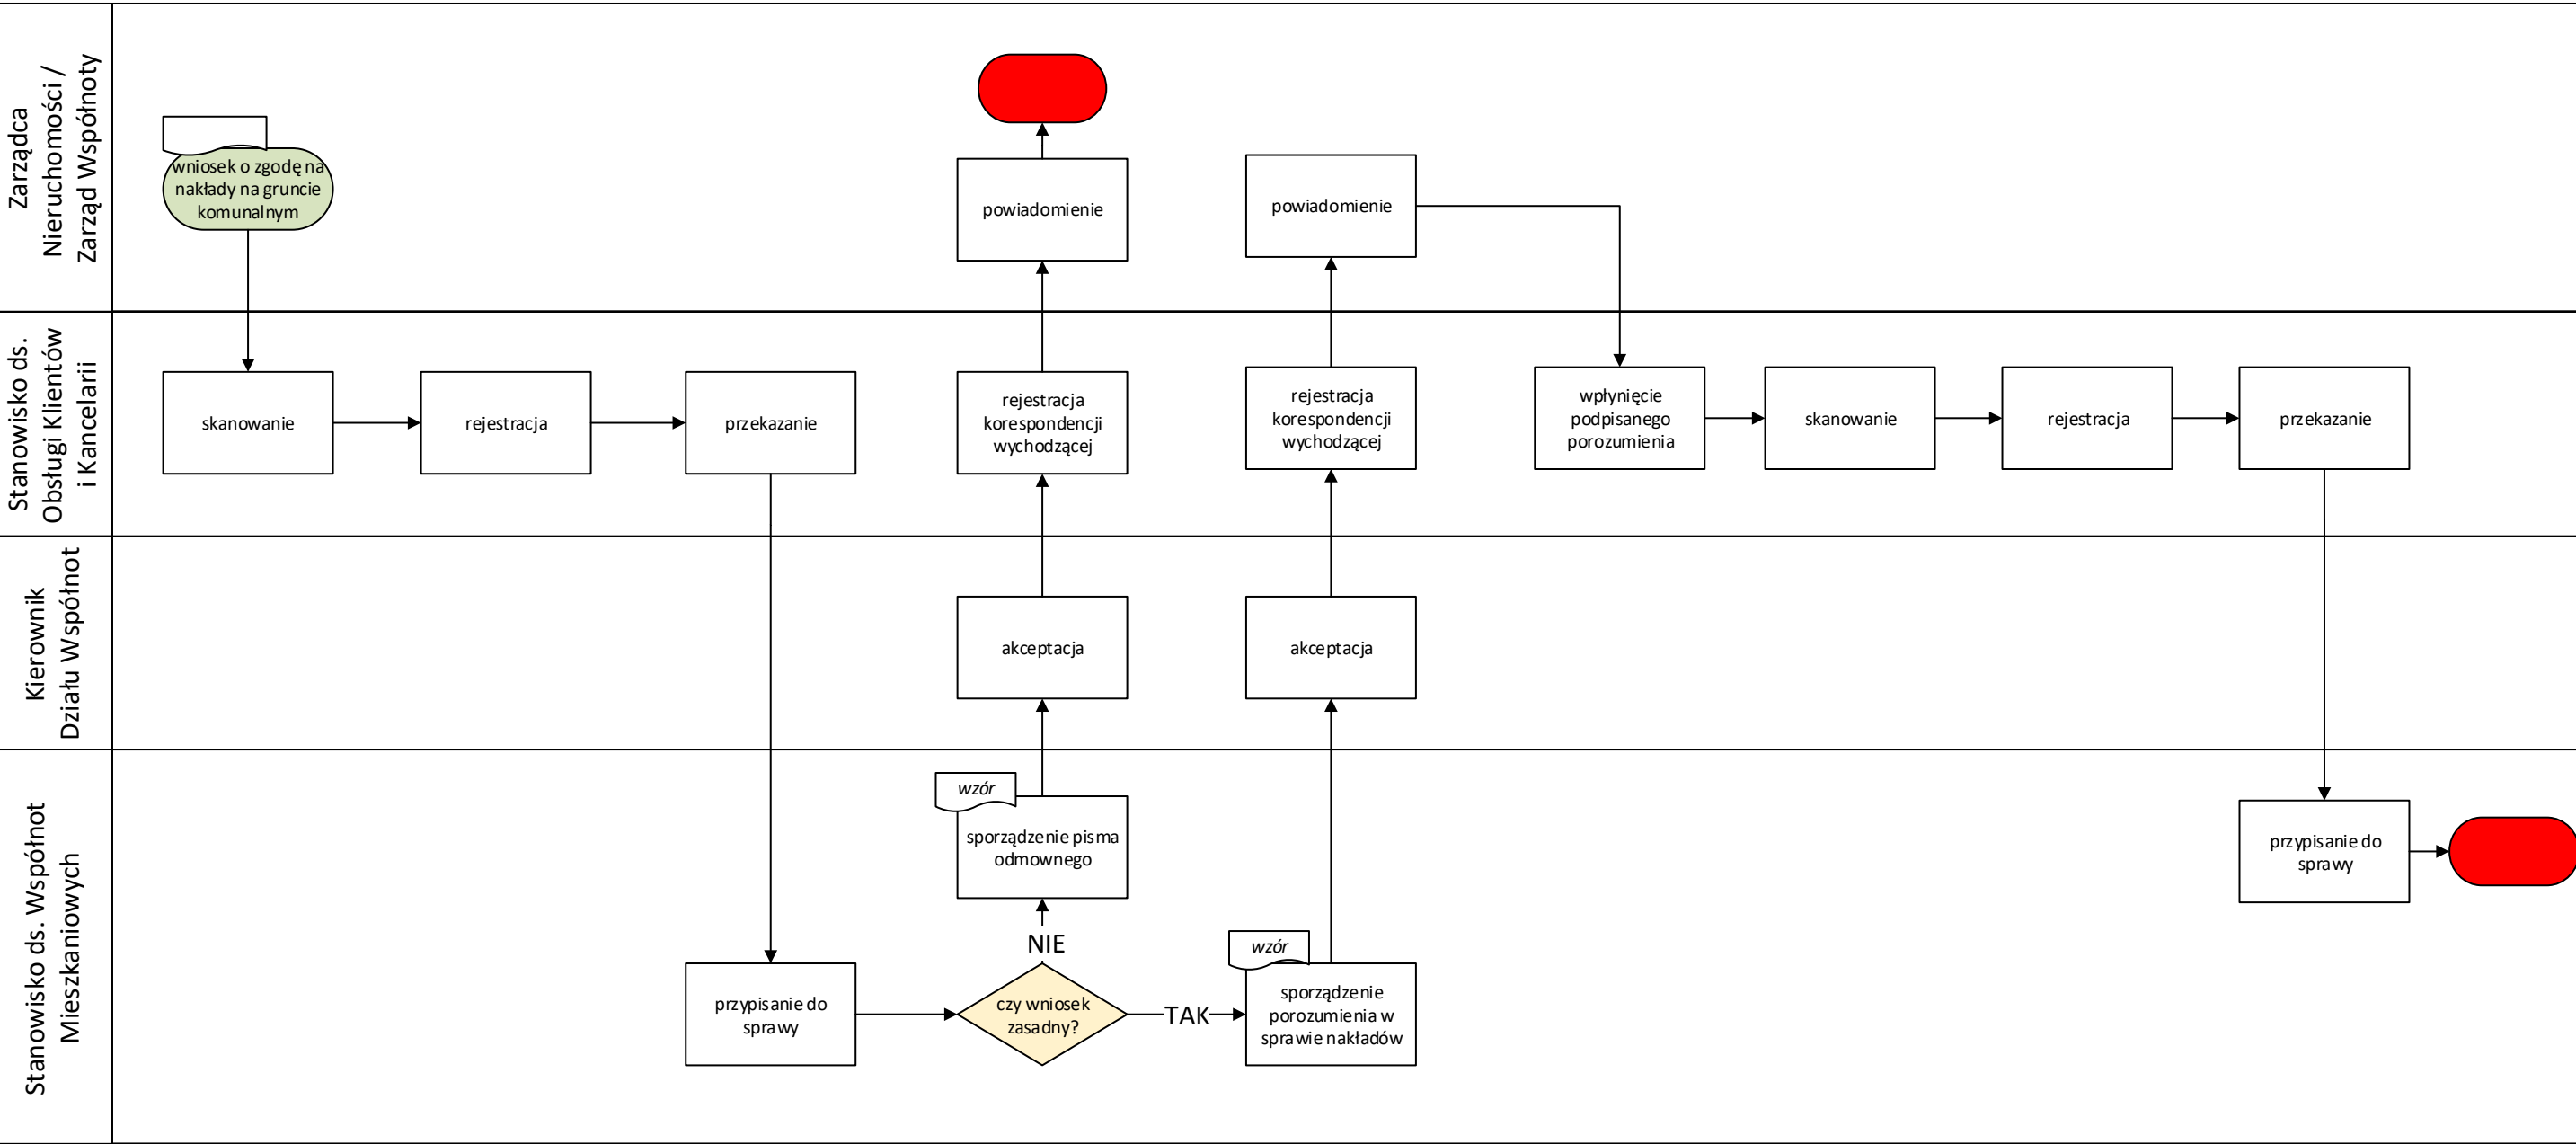 Zarządca
Nieruchomości /
Zarząd Wspólnoty
wniosek o zgodę na
nakłady na gruncie
komunalnym
powiadomienie
powiadomienie
Stanowisko ds.
Obsługi Klientów
i Kancelarii
skanowanie
rejestracja
przekazanie
rejestracja
korespondencji
wychodzącej
rejestracja
korespondencji
wychodzącej
wpłynięcie
podpisanego
porozumienia
skanowanie
rejestracja
przekazanie
Kierownik
Działu Wspólnot
akceptacja
akceptacja
Stanowisko ds. Wspólnot
Mieszkaniowych
wzór
sporządzenie pisma
odmownego
NIE
przypisanie do
sprawy
czy wniosek
zasadny?
TAK
wzór
sporządzenie
porozumienia w
sprawie nakładów
przypisanie do
sprawy